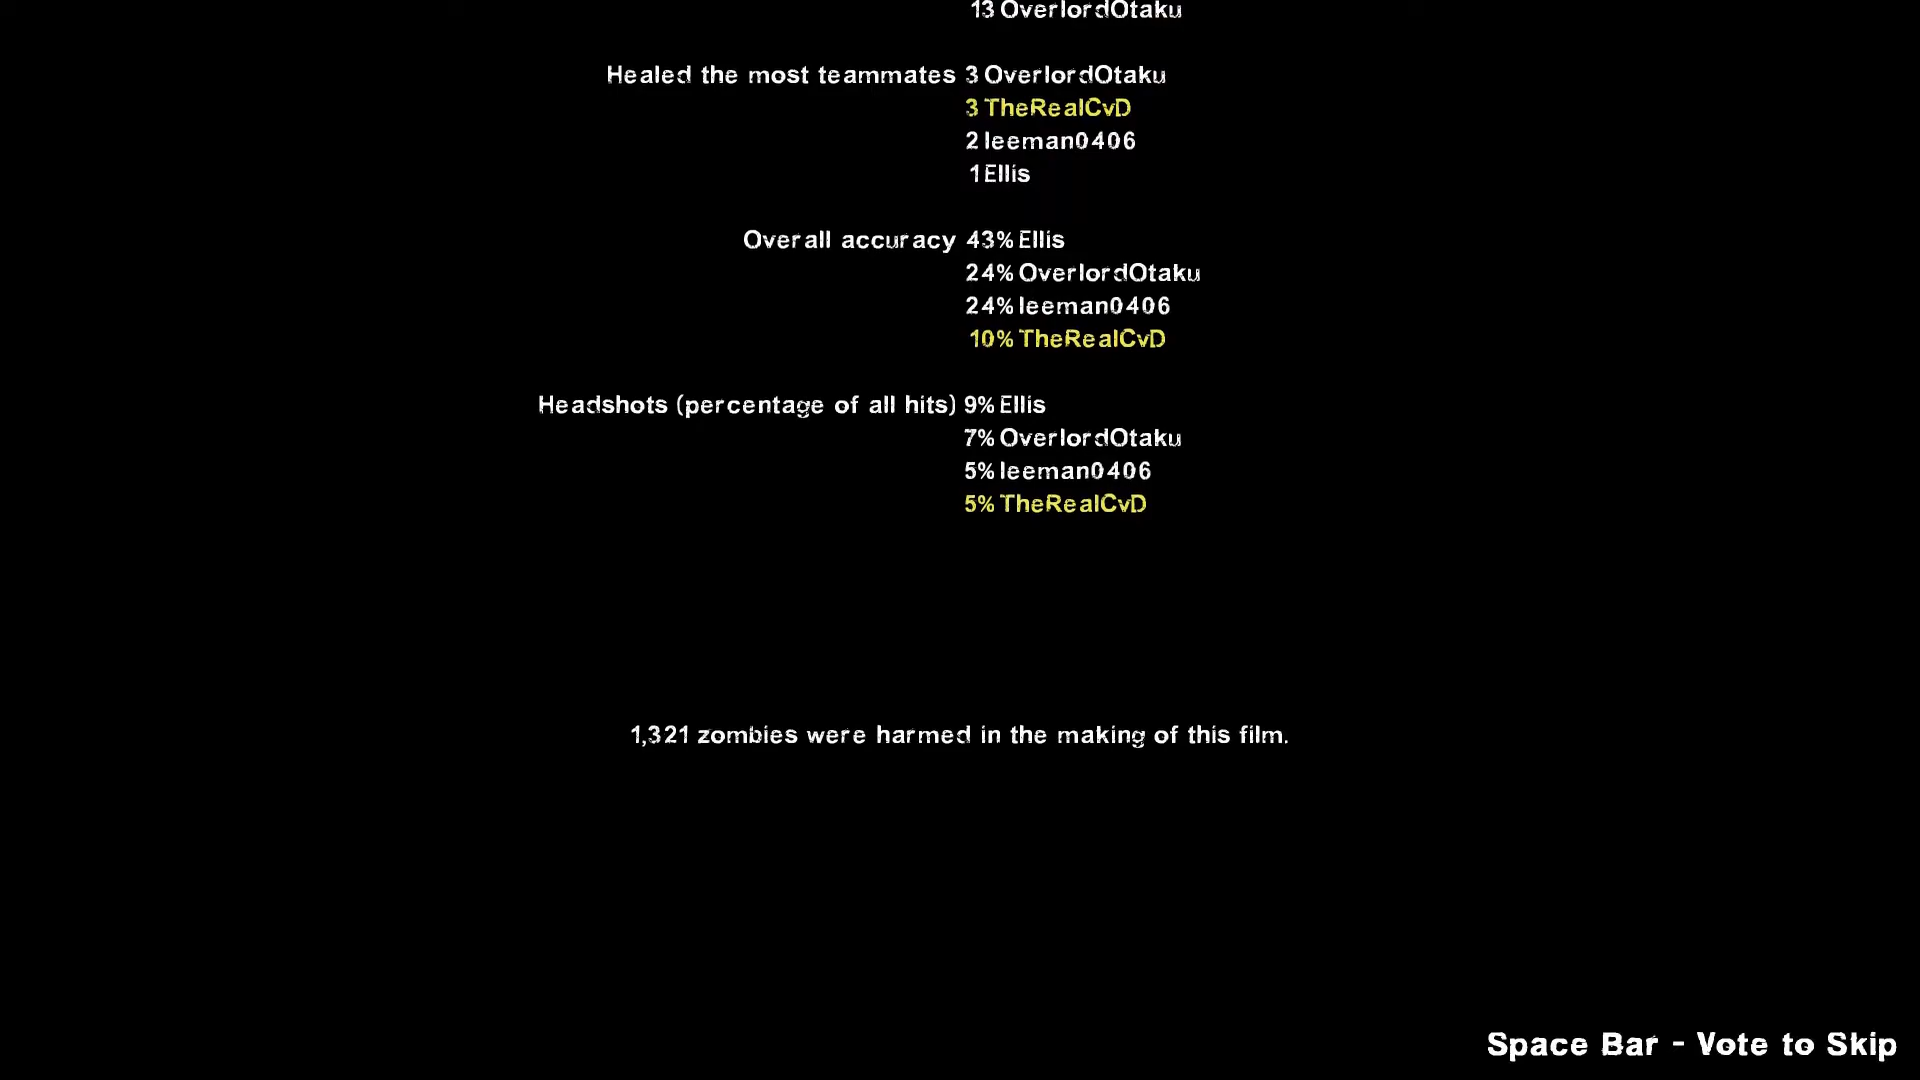 13 OverlordOtaku
Healed the most teammates 3 OverlordOtaku
3 TheRealCvD
2 leeman0406
1 Ellis
Overall accuracy 43% Ellis
24% OverlordOtaku
24% leeman0406
10% TheRealCvD
Headshots (percentage of all hits) 9% Ellis
7% OverlordOtaku
5% leeman0406
5% TheRealCvD
1,321 zombies were harmed in the making of this film.
Space Bar - Vote to Skip